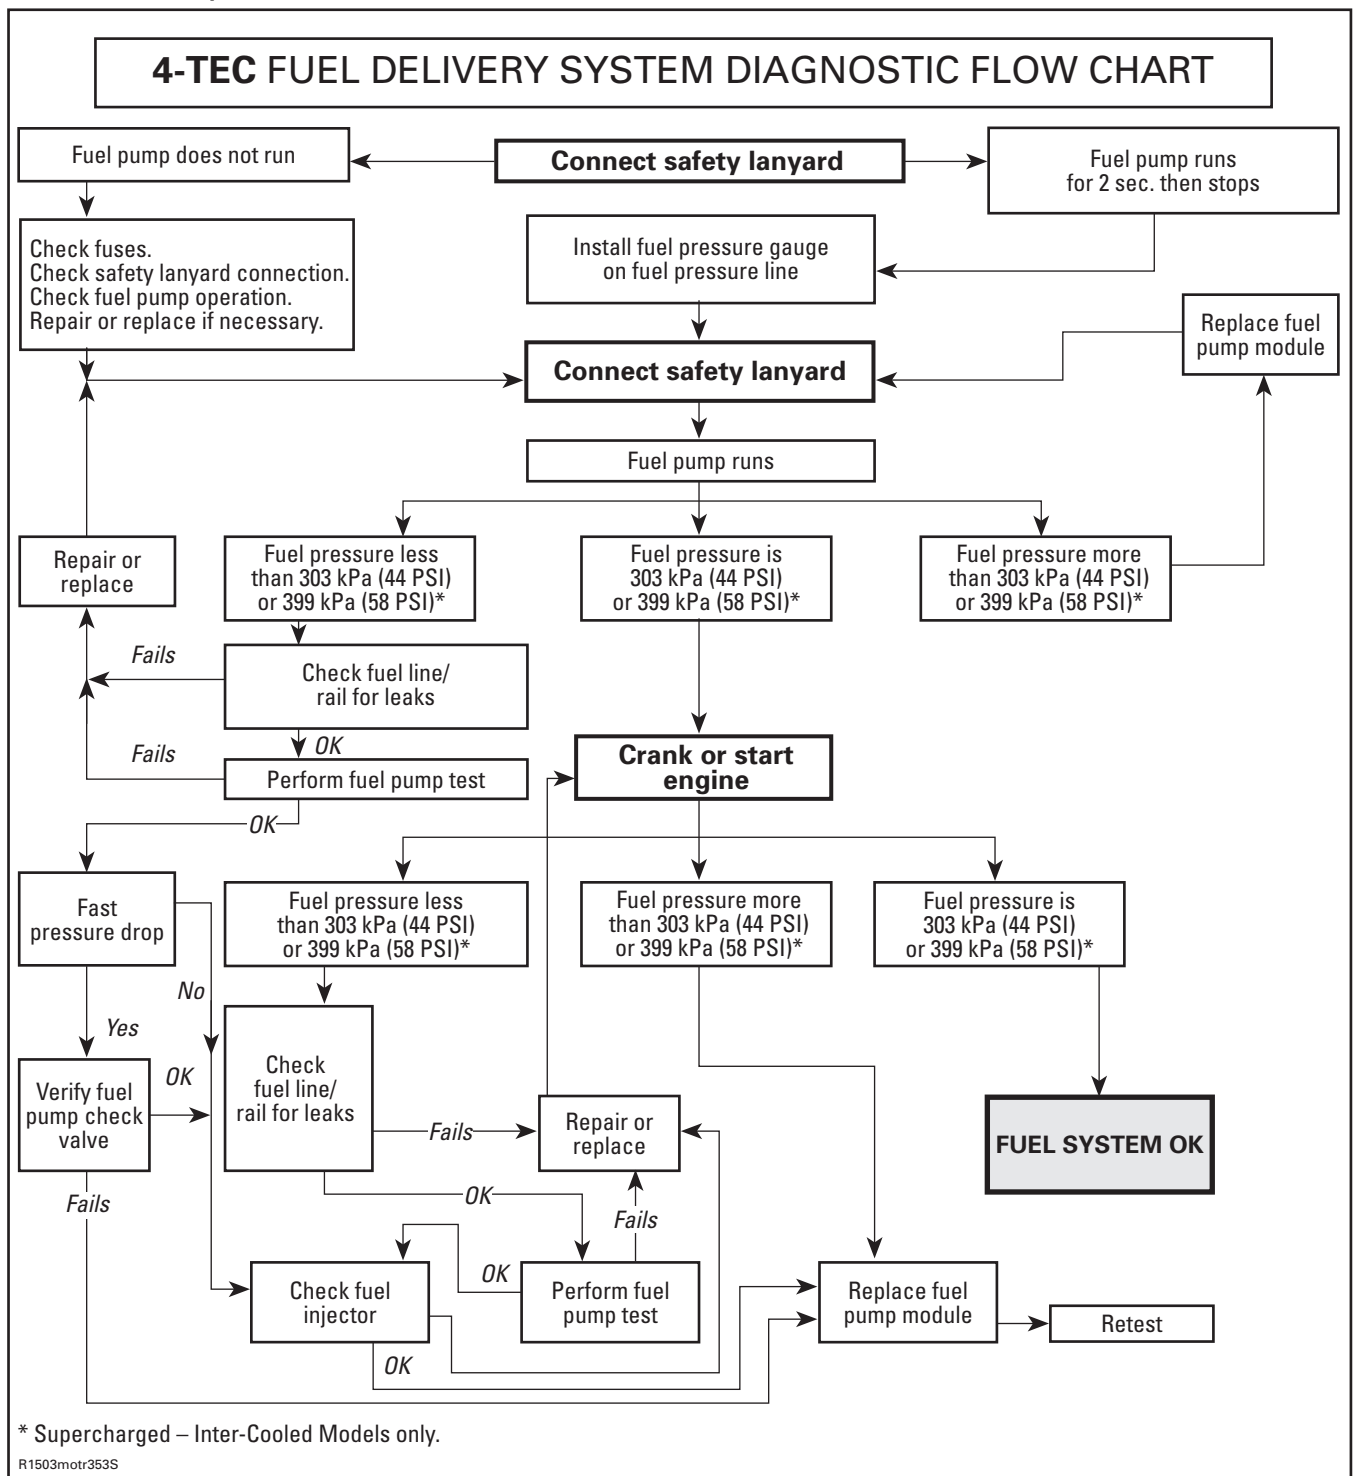 4-TEC FUEL DELIVERY SYSTEM DIAGNOSTIC FLOW CHART
Fuel pump does not run
Connect safety lanyard
Fuel pump runs
for 2 sec. then stops
Check fuses.
Check safety lanyard connection.
Check fuel pump operation.
Repair or replace if necessary.
Install fuel pressure gauge
on fuel pressure line
Replace fuel
pump module
Connect safety lanyard
Fuel pump runs
Repair or
replace
Fuel pressure less
than 303 kPa (44 PSI)
or 399 kPa (58 PSI)*
Fuel pressure is
303 kPa (44 PSI)
or 399 kPa (58 PSI)*
Fuel pressure more
than 303 kPa (44 PSI)
or 399 kPa (58 PSI)*
Fails
Check fuel line/
rail for leaks
OK
Fails
Perform fuel pump test
Crank or start
engine
OK
Fast
pressure drop
Fuel pressure less
than 303 kPa (44 PSI)
or 399 kPa (58 PSI)*
Fuel pressure more
than 303 kPa (44 PSI)
or 399 kPa (58 PSI)*
Fuel pressure is
303 kPa (44 PSI)
or 399 kPa (58 PSI)*
No
Yes
Verify fuel
pump check
valve
OK
Check
fuel line/
rail for leaks
Fails
Repair or
replace
FUEL SYSTEM OK
Fails
OK
Fails
Check fuel
injector
OK
Perform fuel
pump test
Replace fuel
pump module
Retest
OK
* Supercharged – Inter-Cooled Models only.
R1503motr353S